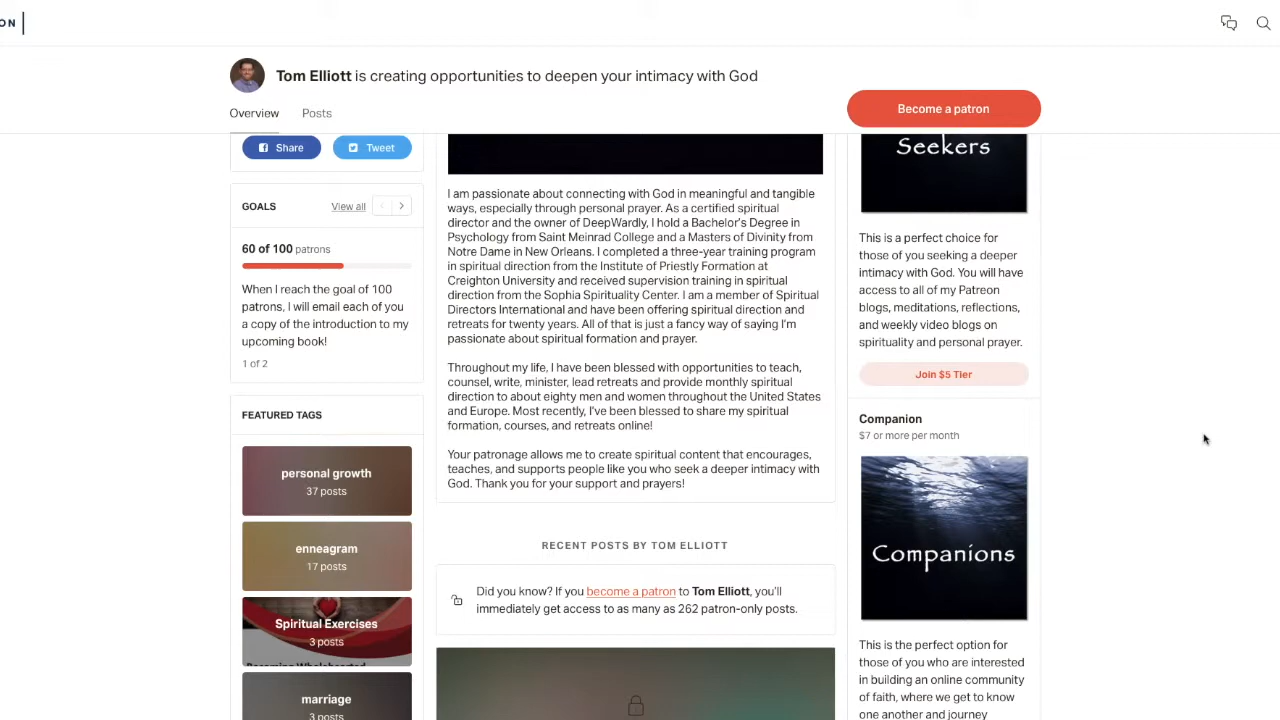 ON
Tom Elliott is creating opportunities to deepen your intimacy with God
Overview
Posts
Become a patron
Share
Tweet
GOALS
View all
60 of 100 patrons
When I reach the goal of 100
patrons, I will email each of you
a copy of the introduction to my
upcoming book!
1 of 2
FEATURED TAGS
personal growth
37 posts
enneagram
17 posts
Spiritual Exercises
3 posts
Becoming Wholehearted
marriage
3 posts
I am passionate about connecting with God in meaningful and tangible
ways, especially through personal prayer. As a certified spiritual
director and the owner of DeepWardly, I hold a Bachelor's Degree in
Psychology from Saint Meinrad College and a Masters of Divinity from
Notre Dame in New Orleans. I completed a three-year training program
in spiritual direction from the Institute of Priestly Formation at
Creighton University and received supervision training in spiritual
direction from the Sophia Spirituality Center. I am a member of Spiritual
Directors International and have been offering spiritual direction and
retreats for twenty years. All of that is just a fancy way of saying I'm
passionate about spiritual formation and prayer.
Throughout my life, I have been blessed with opportunities to teach,
counsel, write, minister, lead retreats and provide monthly spiritual
direction to about eighty men and women throughout the United States
and Europe. Most recently, I've been blessed to share my spiritual
formation, courses, and retreats online!
Your patronage allows me to create spiritual content that encourages,
teaches, and supports people like you who seek a deeper intimacy with
God. Thank you for your support and prayers!
RECENT POSTS BY TOM ELLIOTT
Did you know? If you become a patron to Tom Elliott, you'll
immediately get access to as many as 262 patron-only posts.
Seekers
This is a perfect choice for
those of you seeking a deeper
intimacy with God. You will have
access to all of my Patreon
blogs, meditations, reflections,
and weekly video blogs on
spirituality and personal prayer.
Join $5 Tier
Companion
$7 or more per month
Companions
This is the perfect option for
those of you who are interested
in building an online community
of faith, where we get to know
one another and journey